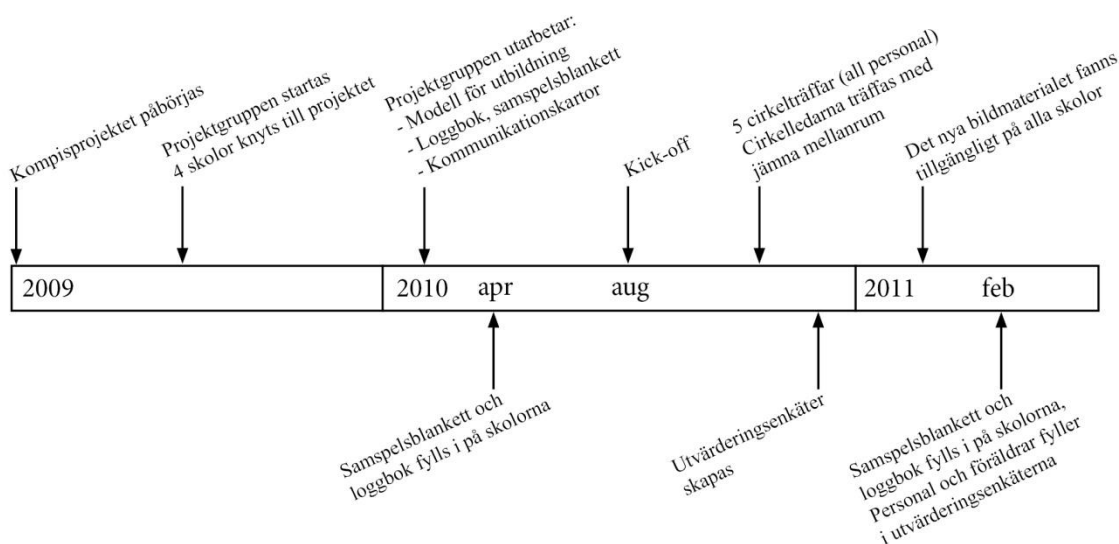 Kompisprojektet påbörjas
Projektgruppen startas
4 skolor knyts till projektet
Projektgruppen utarbetar:
- Modell för utbildning
- Loggbok, samspelsblankett
- Kommunikationskartor
Kick-off
5 cirkelträffar (all personal)
Cirkelledarna träffas med
jämna mellanrum
Det nya bildmaterialet fanns
tillgängligt på alla skolor
2009
2010 apr aug
2011 feb
Samspelsblankett och
loggbok fylls i på skolorna
Utvärderingsenkäter
skapas
Samspelsblankett och
loggbok fylls i på skolorna,
Personal och föräldrar fyller
i utvärderingsenkäterna